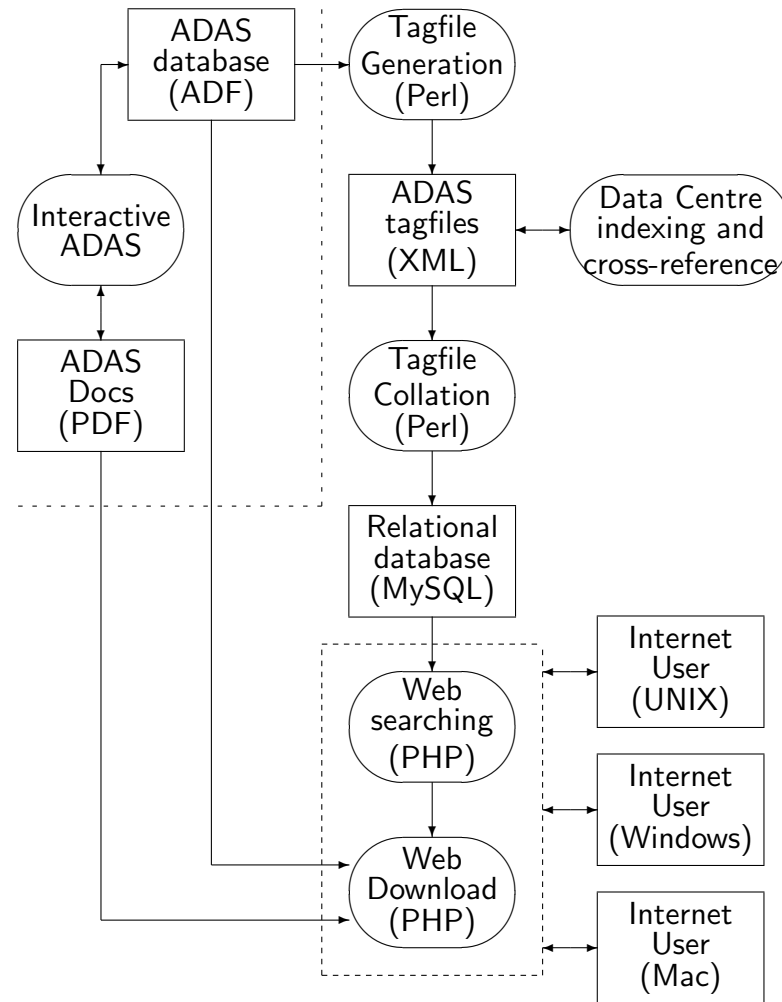 ADAS
database
(ADF)
Tagfile
Generation
(Perl)
Interactive
ADAS
ADAS
tagfiles
(XML)
Data Centre
indexing and
cross-reference
ADAS
Docs
(PDF)
Tagfile
Collation
(Perl)
Relational
database
(MySQL)
Web
searching
(PHP)
Internet
User
(UNIX)
Internet
User
(Windows)
Web
Download
(PHP)
Internet
User
(Mac)